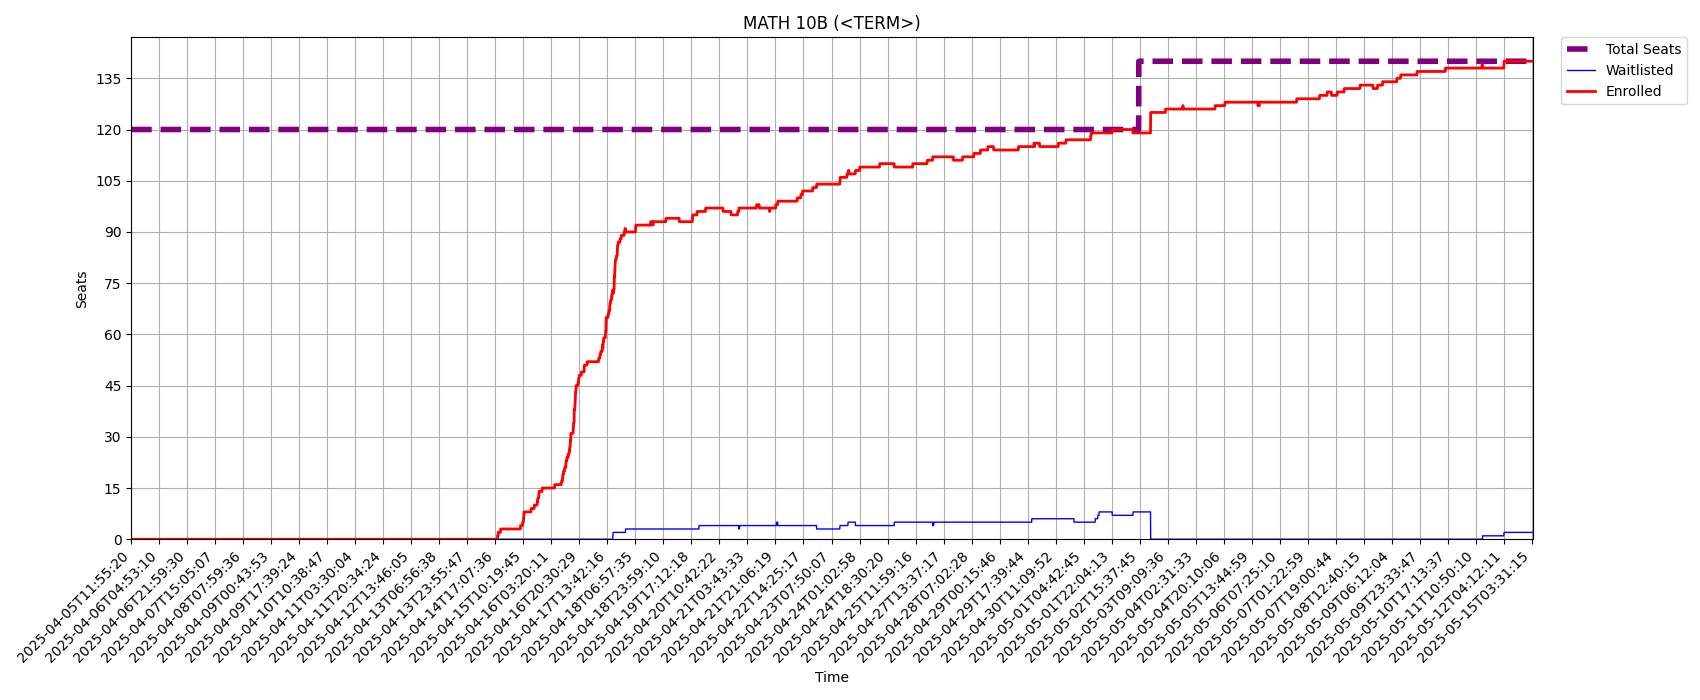 MATH 10B (<TERM>)
Total Seats
Waitlisted
Enrolled
Seats
135
120
105
90
75
60
45
30
15
0
2025-04-05T11:55:20
2025-04-06T04:53:10
2025-04-06T21:59:30
2025-04-07T15:05:07
2025-04-08T07:59:36
2025-04-09T00:43:53
2025-04-09T17:39:24
2025-04-10T10:38:47
2025-04-11T03:30:04
2025-04-11T20:34:24
2025-04-12T13:46:05
2025-04-13T06:56:38
2025-04-13T23:55:47
2025-04-14T17:07:36
2025-04-15T10:19:45
2025-04-16T03:20:11
2025-04-16T20:30:29
2025-04-17T13:42:16
2025-04-18T06:57:35
2025-04-18T23:59:10
2025-04-19T17:12:18
2025-04-20T10:42:22
2025-04-21T03:43:33
2025-04-21T21:06:19
2025-04-22T14:25:17
2025-04-23T07:50:07
2025-04-24T01:02:58
2025-04-24T18:30:20
2025-04-25T11:59:16
2025-04-27T13:37:17
2025-04-28T07:02:28
2025-04-29T00:15:46
2025-04-29T17:39:44
2025-04-30T11:09:52
2025-05-01T04:42:45
2025-05-01T22:04:13
2025-05-02T15:37:45
2025-05-03T09:09:36
2025-05-04T02:31:33
2025-05-04T20:10:06
2025-05-05T13:44:59
2025-05-06T07:25:10
2025-05-07T01:22:59
2025-05-07T19:00:44
2025-05-08T12:40:15
2025-05-09T06:12:04
2025-05-09T23:33:47
2025-05-10T17:13:37
2025-05-11T10:50:10
2025-05-12T04:12:11
2025-05-15T03:31:15
Time